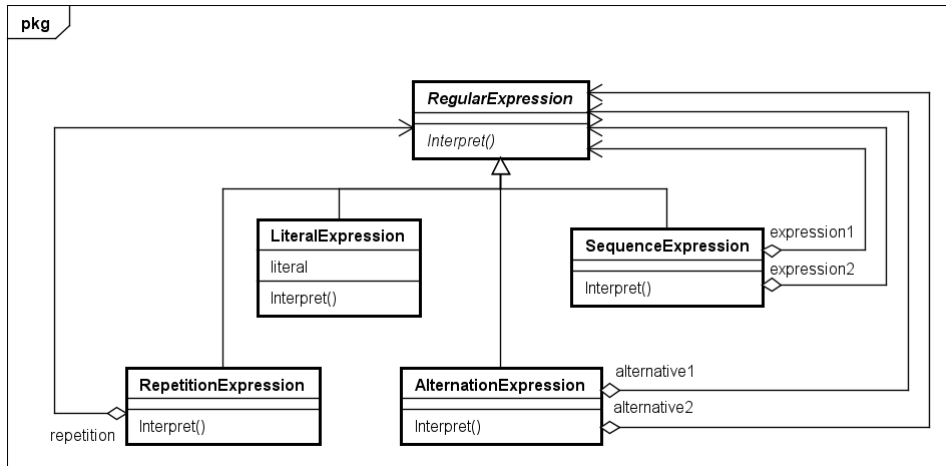 pkg
RegularExpression
Interpret()
LiteralExpression
literal
Interpret()
SequenceExpression
Interpret()
expression1
expression2
RepetitionExpression
Interpret()
repetition
AlternationExpression
Interpret()
alternative1
alternative2